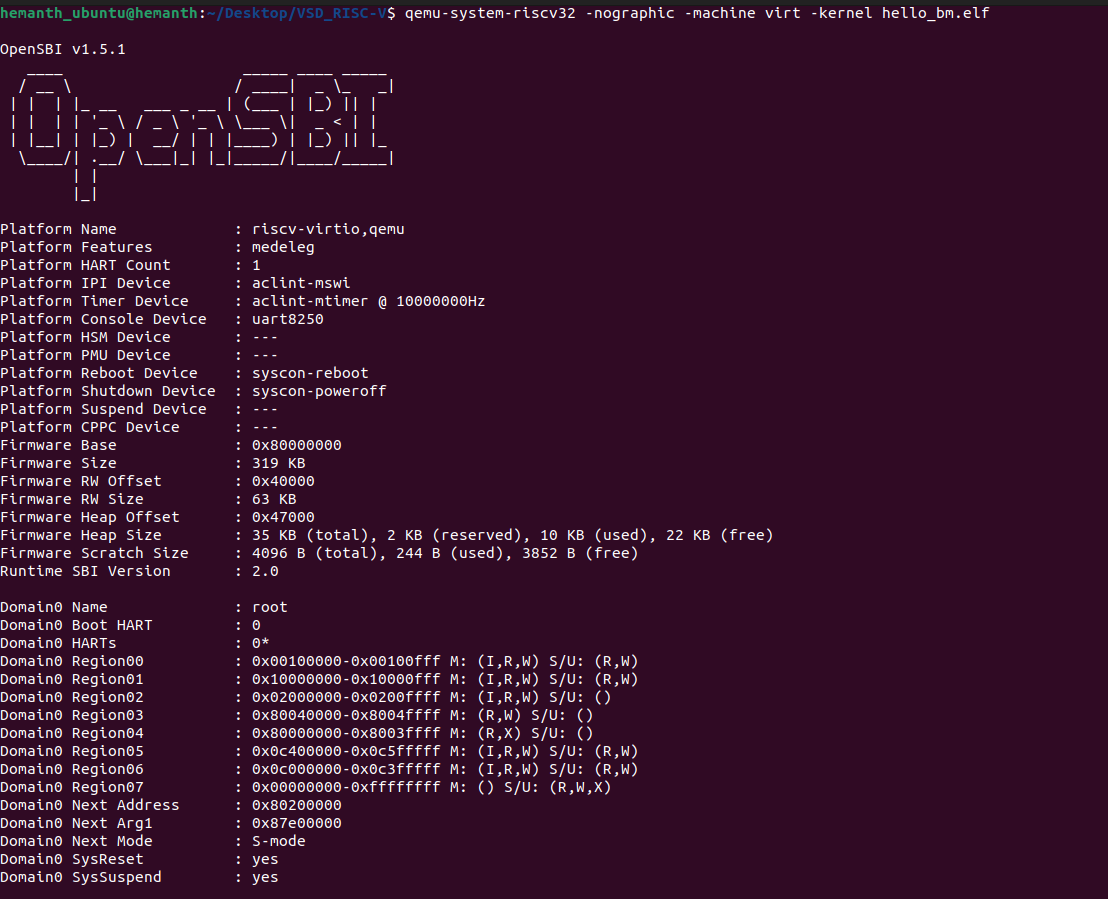 hemanth_ubuntu@hemanth:~/Desktop/VSD_RISC-V$ qemu-system-riscv32 -nographic -machine virt -kernel hello_bm.elf

OpenSBI v1.5.1
   ____                    _____ ____ _____
  / __ \                  / ____|  _ \_   _|
 | |  | |_ __   ___ _ __ | (___ | |_) || |
 | |  | | '_ \ / _ \ '_ \ \___ \|  _ < | |
 | |__| | |_) |  __/ | | |____) | |_) || |_
  \____/| .__/ \___|_| |_|_____/|____/_____|
        | |
        |_|

Platform Name             : riscv-virtio,qemu
Platform Features         : medeleg
Platform HART Count       : 1
Platform IPI Device       : aclint-mswi
Platform Timer Device     : aclint-mtimer @ 10000000Hz
Platform Console Device   : uart8250
Platform HSM Device       : ---
Platform PMU Device       : ---
Platform Reboot Device    : syscon-reboot
Platform Shutdown Device  : syscon-poweroff
Platform Suspend Device   : ---
Platform CPPC Device      : ---
Firmware Base             : 0x80000000
Firmware Size             : 319 KB
Firmware RW Offset        : 0x40000
Firmware RW Size          : 63 KB
Firmware Heap Offset      : 0x47000
Firmware Heap Size        : 35 KB (total), 2 KB (reserved), 10 KB (used), 22 KB (free)
Firmware Scratch Size     : 4096 B (total), 244 B (used), 3852 B (free)
Runtime SBI Version       : 2.0

Domain0 Name              : root
Domain0 Boot HART         : 0
Domain0 HARTs             : 0*
Domain0 Region00          : 0x00100000-0x00100fff M: (I,R,W) S/U: (R,W)
Domain0 Region01          : 0x10000000-0x10000fff M: (I,R,W) S/U: (R,W)
Domain0 Region02          : 0x02000000-0x0200ffff M: (I,R,W) S/U: ()
Domain0 Region03          : 0x80040000-0x8004ffff M: (R,W) S/U: ()
Domain0 Region04          : 0x80000000-0x8003ffff M: (R,X) S/U: ()
Domain0 Region05          : 0x0c400000-0x0c5fffff M: (I,R,W) S/U: (R,W)
Domain0 Region06          : 0x0c000000-0x0c3fffff M: (I,R,W) S/U: (R,W)
Domain0 Region07          : 0x00000000-0xffffffff M: () S/U: (R,W,X)
Domain0 Next Address      : 0x80200000
Domain0 Next Arg1         : 0x87e00000
Domain0 Next Mode         : S-mode
Domain0 SysReset          : yes
Domain0 SysSuspend        : yes